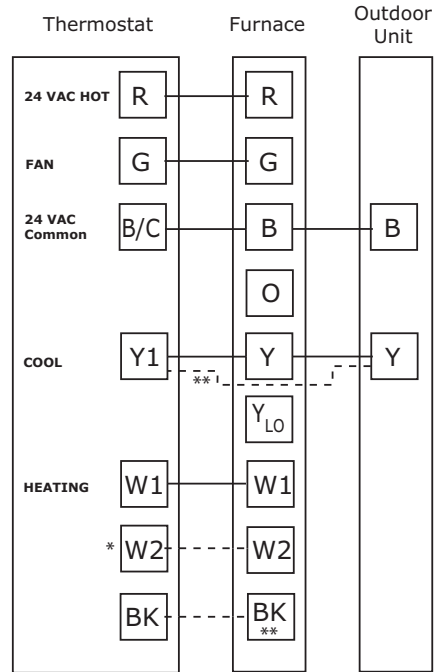 Thermostat Furnace Outdoor Unit
24 VAC HOT R R
FAN G G
24 VAC Common B/C B B
O
COOL Y1 Y Y
**
YLO
HEATING W1 W1
* W2 W2
BK BK
**